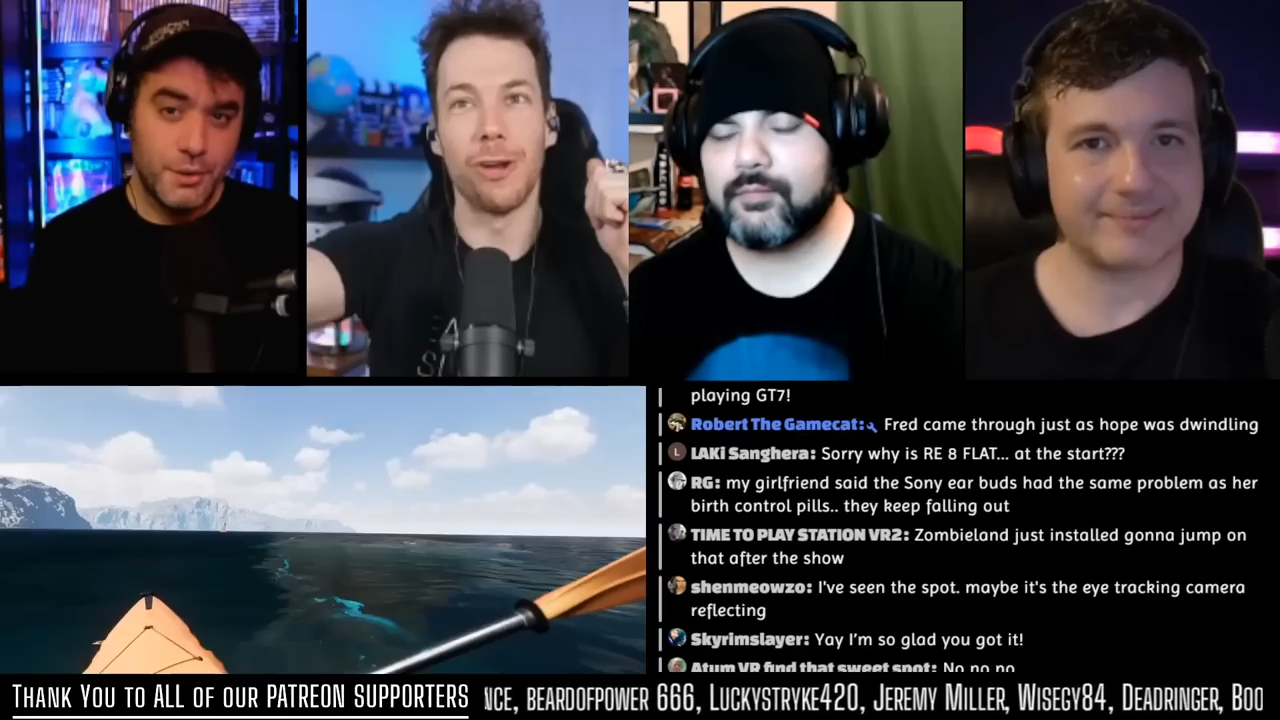 playing GT7!
Robert The Gamecat: Fred came through just as hope was dwindling
L LAKi Sanghera: Sorry why is RE 8 FLAT... at the start???
RG: my girlfriend said the Sony ear buds had the same problem as her
birth control pills.. they keep falling out
TIME TO PLAY STATION VR2: Zombieland just installed gonna jump on
that after the show
shenmeowzo: I've seen the spot. maybe it's the eye tracking camera
reflecting
Skyrimslayer: Yay I'm so glad you got it!
Atum VR find that sweet spot: No no no
THANK YOU TO ALL OF OUR PATREON SUPPORTERS
NCE, BEARDOFPOWER 666, LUCKYSTRYKE420, JEREMY MILLER, WISEGY84, DEADRINGER, BOO